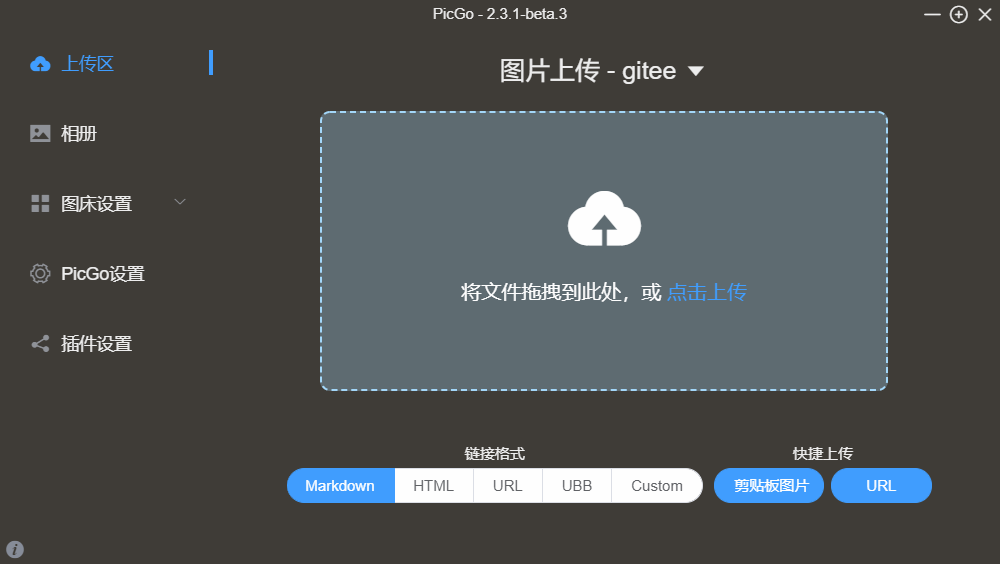 PicGo - 2.3.1-beta.3
上传区
相册
图床设置
PicGo设置
插件设置
图片上传 - gitee
将文件拖拽到此处，或 点击上传
链接格式
Markdown HTML URL UBB Custom
快捷上传
剪贴板图片 URL